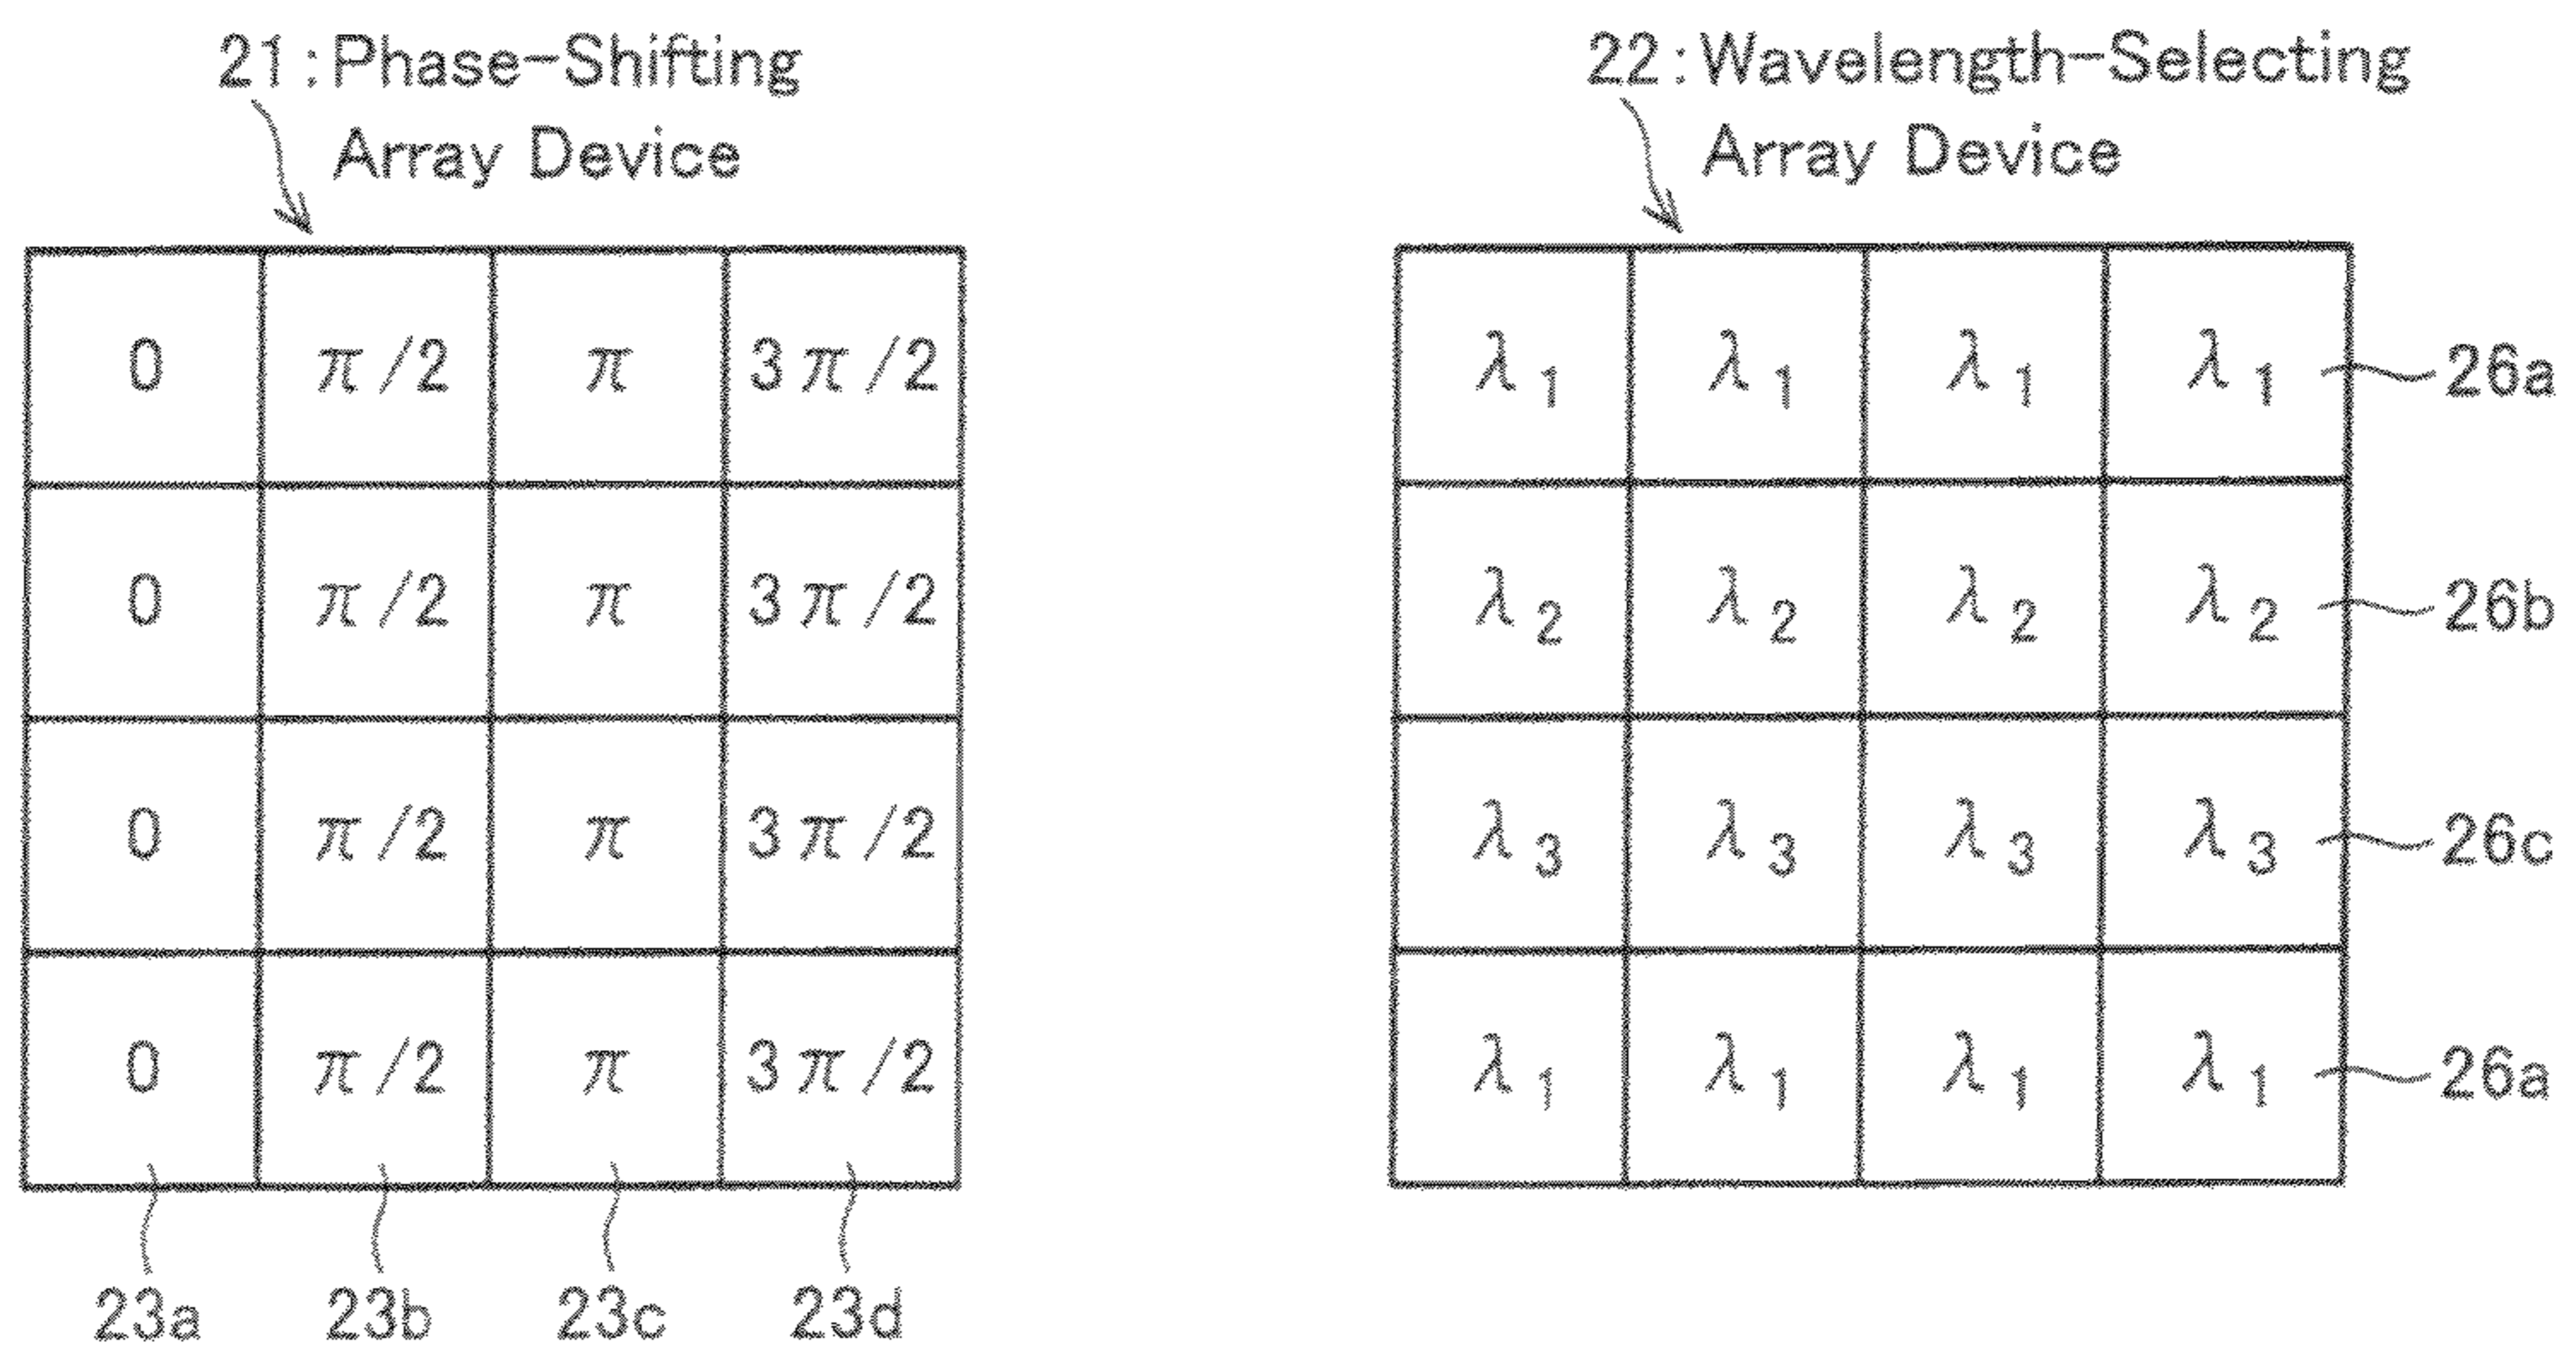 21:Phase-Shifting
Array Device
22:Wavelength-Selecting
Array Device
0 π/2 π 3π/2
0 π/2 π 3π/2
0 π/2 π 3π/2
0 π/2 π 3π/2
23a 23b 23c 23d
λ1 λ1 λ1 λ1 26a
λ2 λ2 λ2 λ2 26b
λ3 λ3 λ3 λ3 26c
λ1 λ1 λ1 λ1 26a